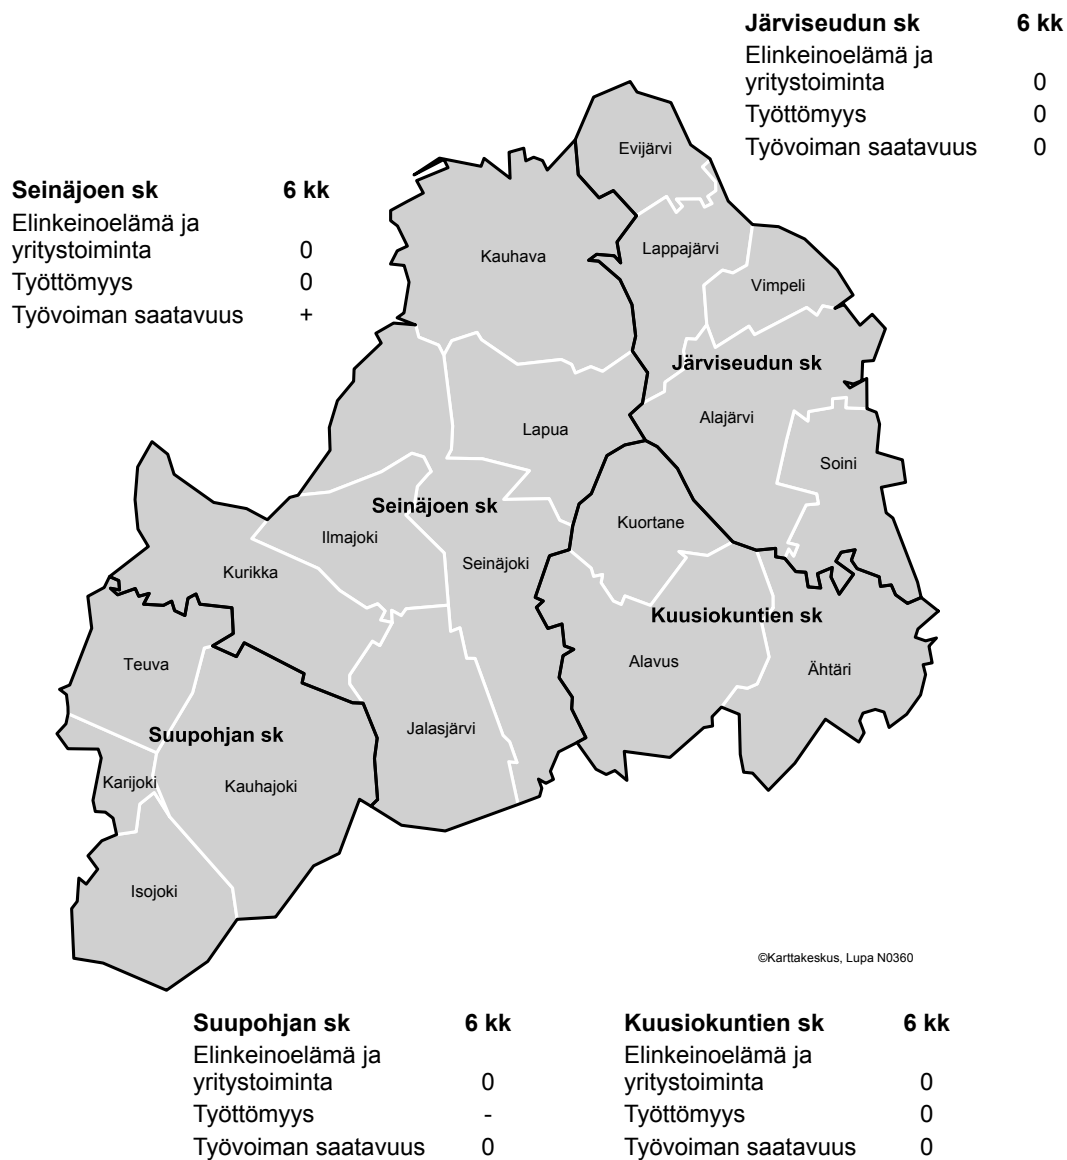 Järviseudun sk 6 kk
Elinkeinoelämä ja
yritystoiminta 0
Työttömyys 0
Työvoiman saatavuus 0
Seinäjoen sk 6 kk
Elinkeinoelämä ja
yritystoiminta 0
Työttömyys 0
Työvoiman saatavuus +
Evijärvi
Kauhava
Lappajärvi
Vimpeli
Järviseudun sk
Alajärvi
Lapua
Soini
Seinäjoen sk
Kuortane
Ilmajoki
Seinäjoki
Kurikka
Kuusiokuntien sk
Teuva
Alavus
Ähtäri
Jalasjärvi
Suupohjan sk
Karijoki
Kauhajoki
Isojoki
©Karttakeskus, Lupa N0360
Suupohjan sk 6 kk
Elinkeinoelämä ja
yritystoiminta 0
Työttömyys -
Työvoiman saatavuus 0
Kuusiokuntien sk 6 kk
Elinkeinoelämä ja
yritystoiminta 0
Työttömyys 0
Työvoiman saatavuus 0